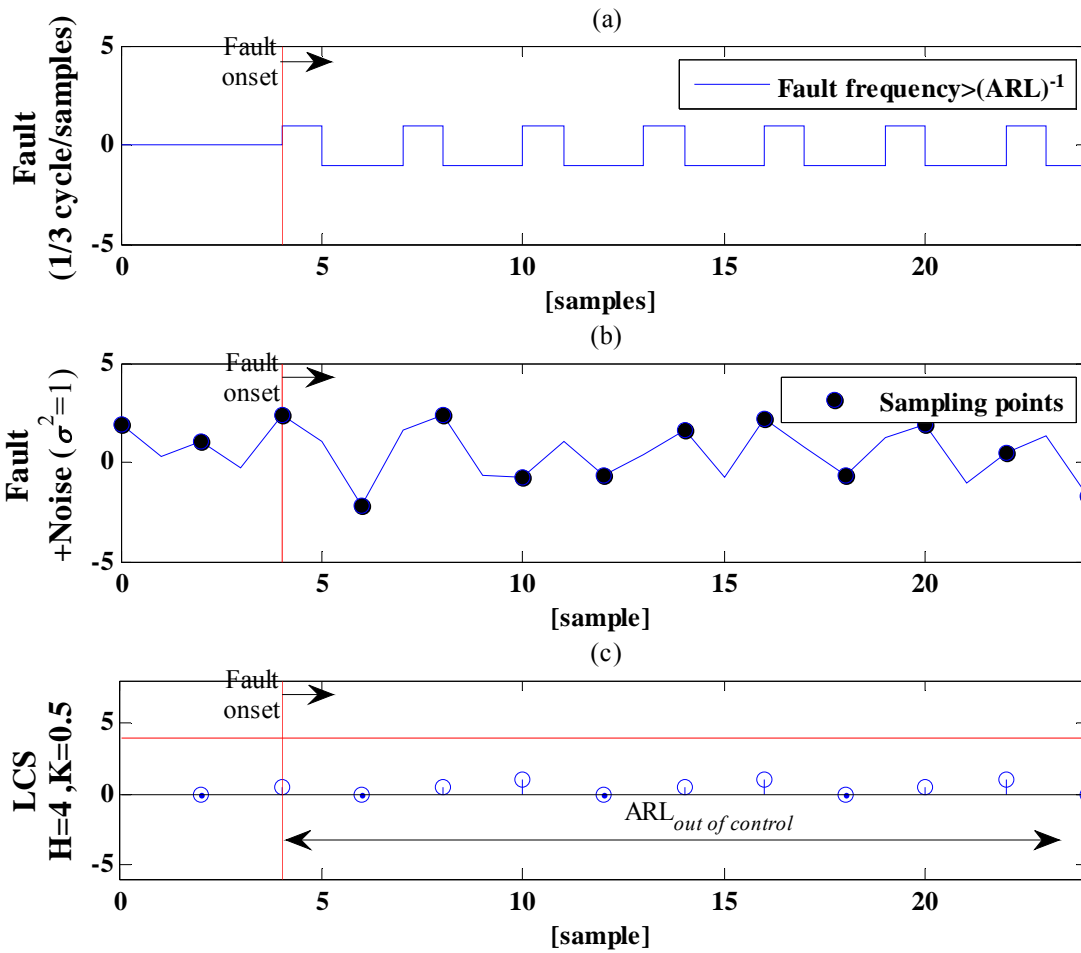 (a)
Fault
(1/3 cycle/samples)
5
0
-5
Fault
onset
Fault frequency>(ARL)-1
0
5
10
15
20
[samples]
(b)
Fault
+Noise (σ2=1)
5
0
-5
Fault
onset
Sampling points
0
5
10
15
20
[sample]
(c)
LCS
H=4 ,K=0.5
5
0
-5
Fault
onset
ARLout of control
0
5
10
15
20
[sample]